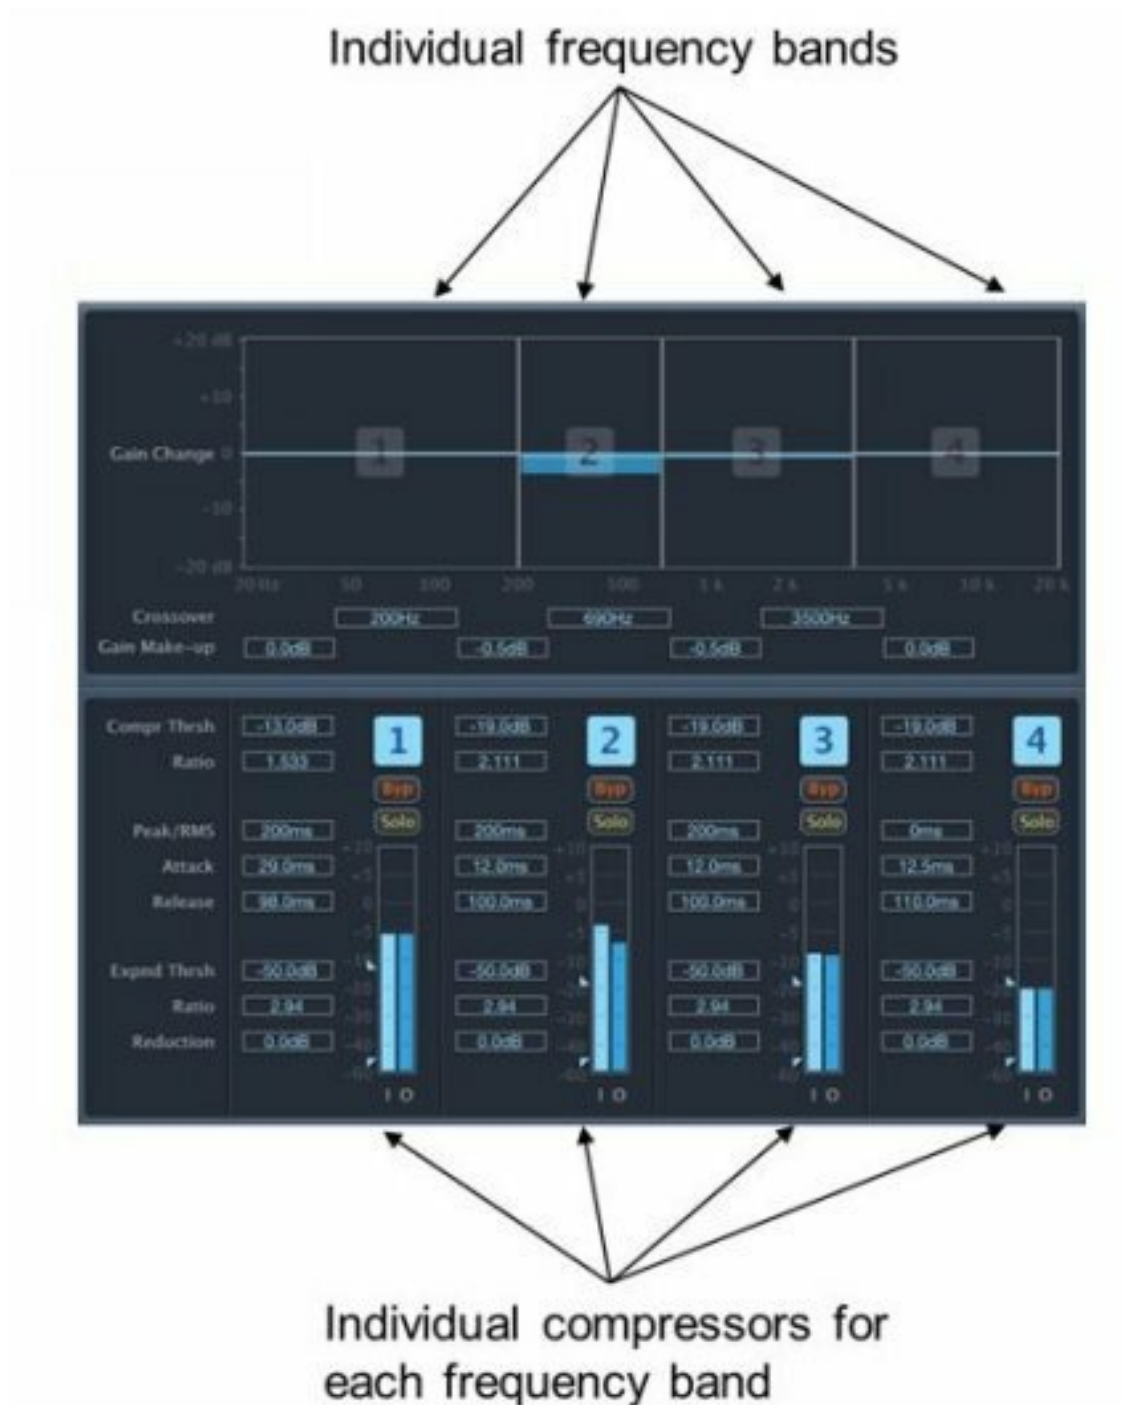 Individual frequency bands
+20 dB
+10
Gain Change 0
-10
-20 dB
1 2 3 4
20Hz 50 100 200 500 1 k 2 k 5 k 10 k 20 k
Crossover 200Hz 690Hz 3500Hz
Gain Make-up 0.0dB -0.5dB -0.5dB 0.0dB
Compr Thrsh -13.0dB 1 -19.0dB 2 -19.0dB 3 -19.0dB 4
Ratio 1.533 2.111 2.111 2.111
Byp Byp Byp Byp
Solo Solo Solo Solo
Peak/RMS 200ms 200ms 200ms 0ms
Attack 29.0ms 12.0ms 12.0ms 12.5ms
Release 98.0ms 100.0ms 100.0ms 110.0ms
Expnd Thrsh -50.0dB -50.0dB -50.0dB -50.0dB
Ratio 2.94 2.94 2.94 2.94
Reduction 0.0dB 0.0dB 0.0dB 0.0dB
I O I O I O I O
Individual compressors for
each frequency band